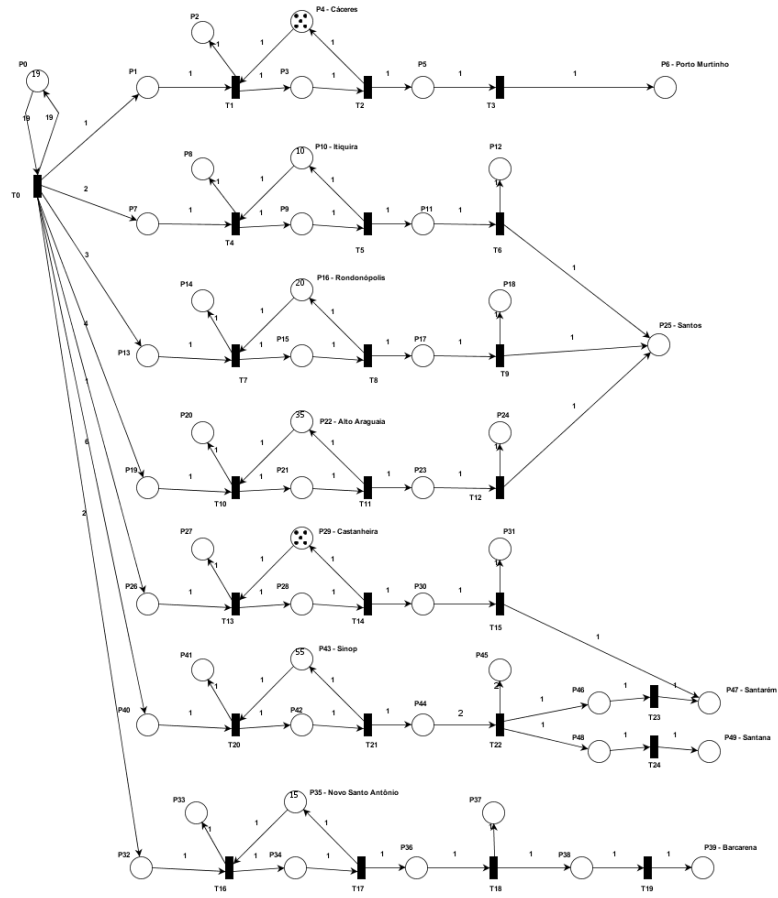 P0
19
19
19
T0
1
2
3
4
1
6
2
P1
1
P2
1
T1
1
P4 - Cáceres
1
1
P3
1
T2
1
P5
1
T3
1
P6 - Porto Murtinho
P7
1
P8
1
T4
1
P10 - Itiquira
10
1
1
P9
1
T5
1
P11
1
T6
P12
1
1
P13
1
P14
1
T7
1
P16 - Rondonópolis
20
1
1
P15
1
T8
1
P17
1
T9
P18
1
1
P25 - Santos
P19
1
P20
1
T10
1
P22 - Alto Araguaia
35
1
1
P21
1
T11
1
P23
1
T12
P24
1
1
P26
1
P27
1
T13
1
P29 - Castanheira
1
1
P28
1
T14
1
P30
1
T15
P31
1
1
P40
1
P41
1
T20
1
P43 - Sinop
55
1
1
P42
1
T21
1
P44
2
T22
P45
2
1
P46
1
T23
1
P47 - Santarém
1
P48
1
T24
1
P49 - Santana
P32
1
P33
1
T16
1
P35 - Novo Santo Antônio
15
1
1
P34
1
T17
1
P36
1
T18
P37
1
1
P38
1
T19
1
P39 - Barcarena